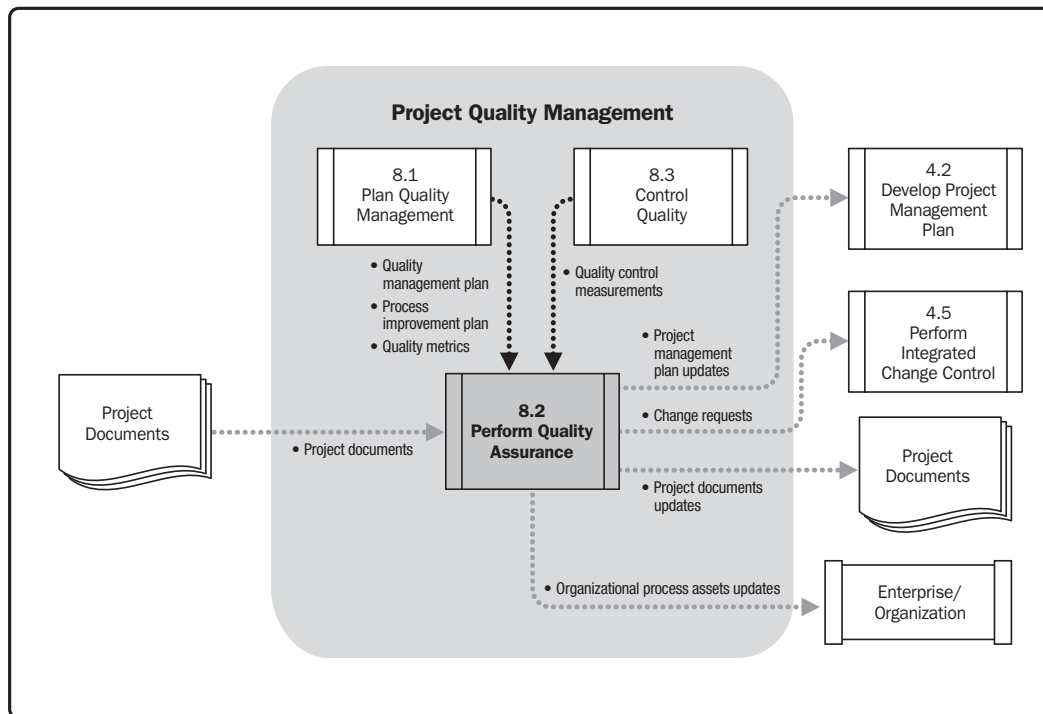 Project Quality Management
8.1
Plan Quality
Management
8.3
Control
Quality
4.2
Develop Project
Management
Plan
• Quality
management plan
• Process
improvement plan
• Quality metrics
• Quality control
measurements
4.5
Perform
Integrated
Change Control
• Project
management
plan updates
Project
Documents
• Project documents
8.2
Perform Quality
Assurance
• Change requests
• Project documents
updates
Project
Documents
• Organizational process assets updates
Enterprise/
Organization